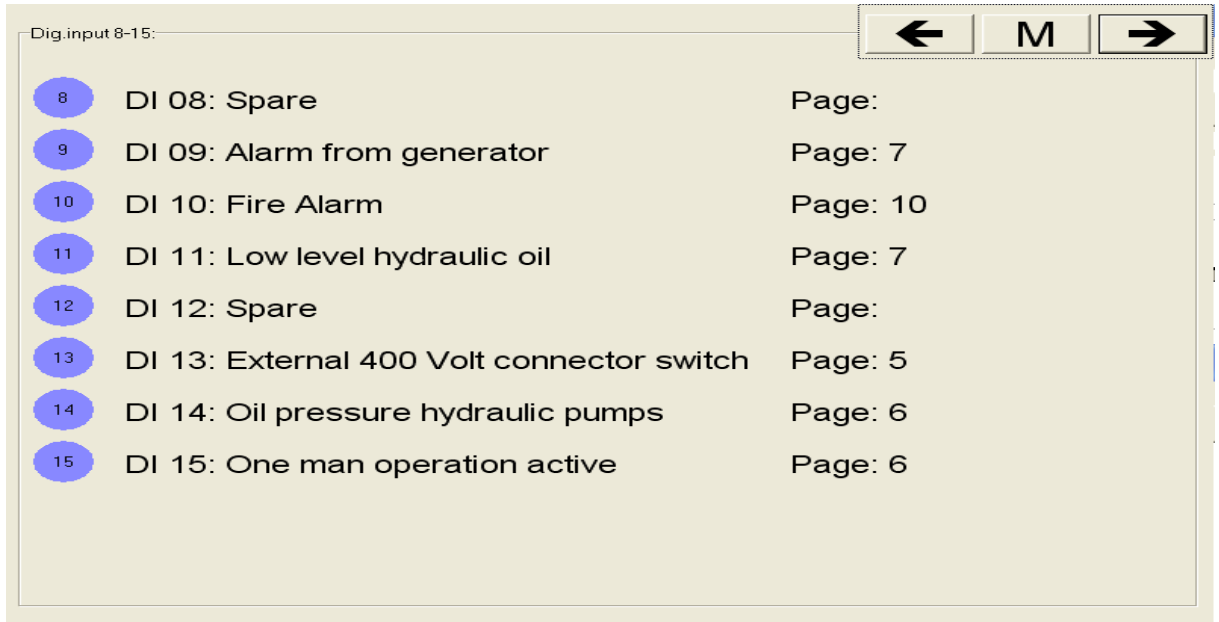 Dig.input 8-15:
← M →
8 DI 08: Spare Page:
9 DI 09: Alarm from generator Page: 7
10 DI 10: Fire Alarm Page: 10
11 DI 11: Low level hydraulic oil Page: 7
12 DI 12: Spare Page:
13 DI 13: External 400 Volt connector switch Page: 5
14 DI 14: Oil pressure hydraulic pumps Page: 6
15 DI 15: One man operation active Page: 6